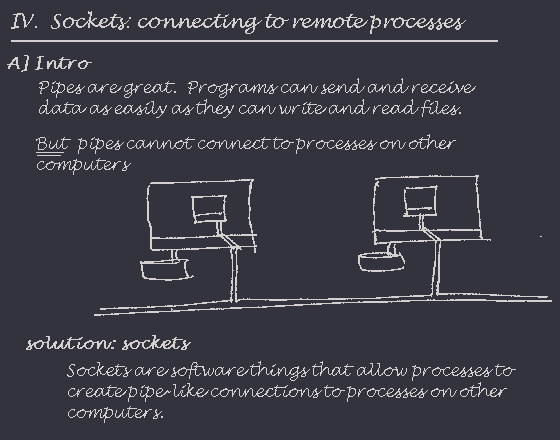 IV. Sockets: connecting to remote processes
A] Intro
Pipes are great. Programs can send and receive
data as easily as they can write and read files.
But pipes cannot connect to processes on other
computers
solution: sockets
Sockets are software things that allow processes to
create pipe-like connections to processes on other
computers.